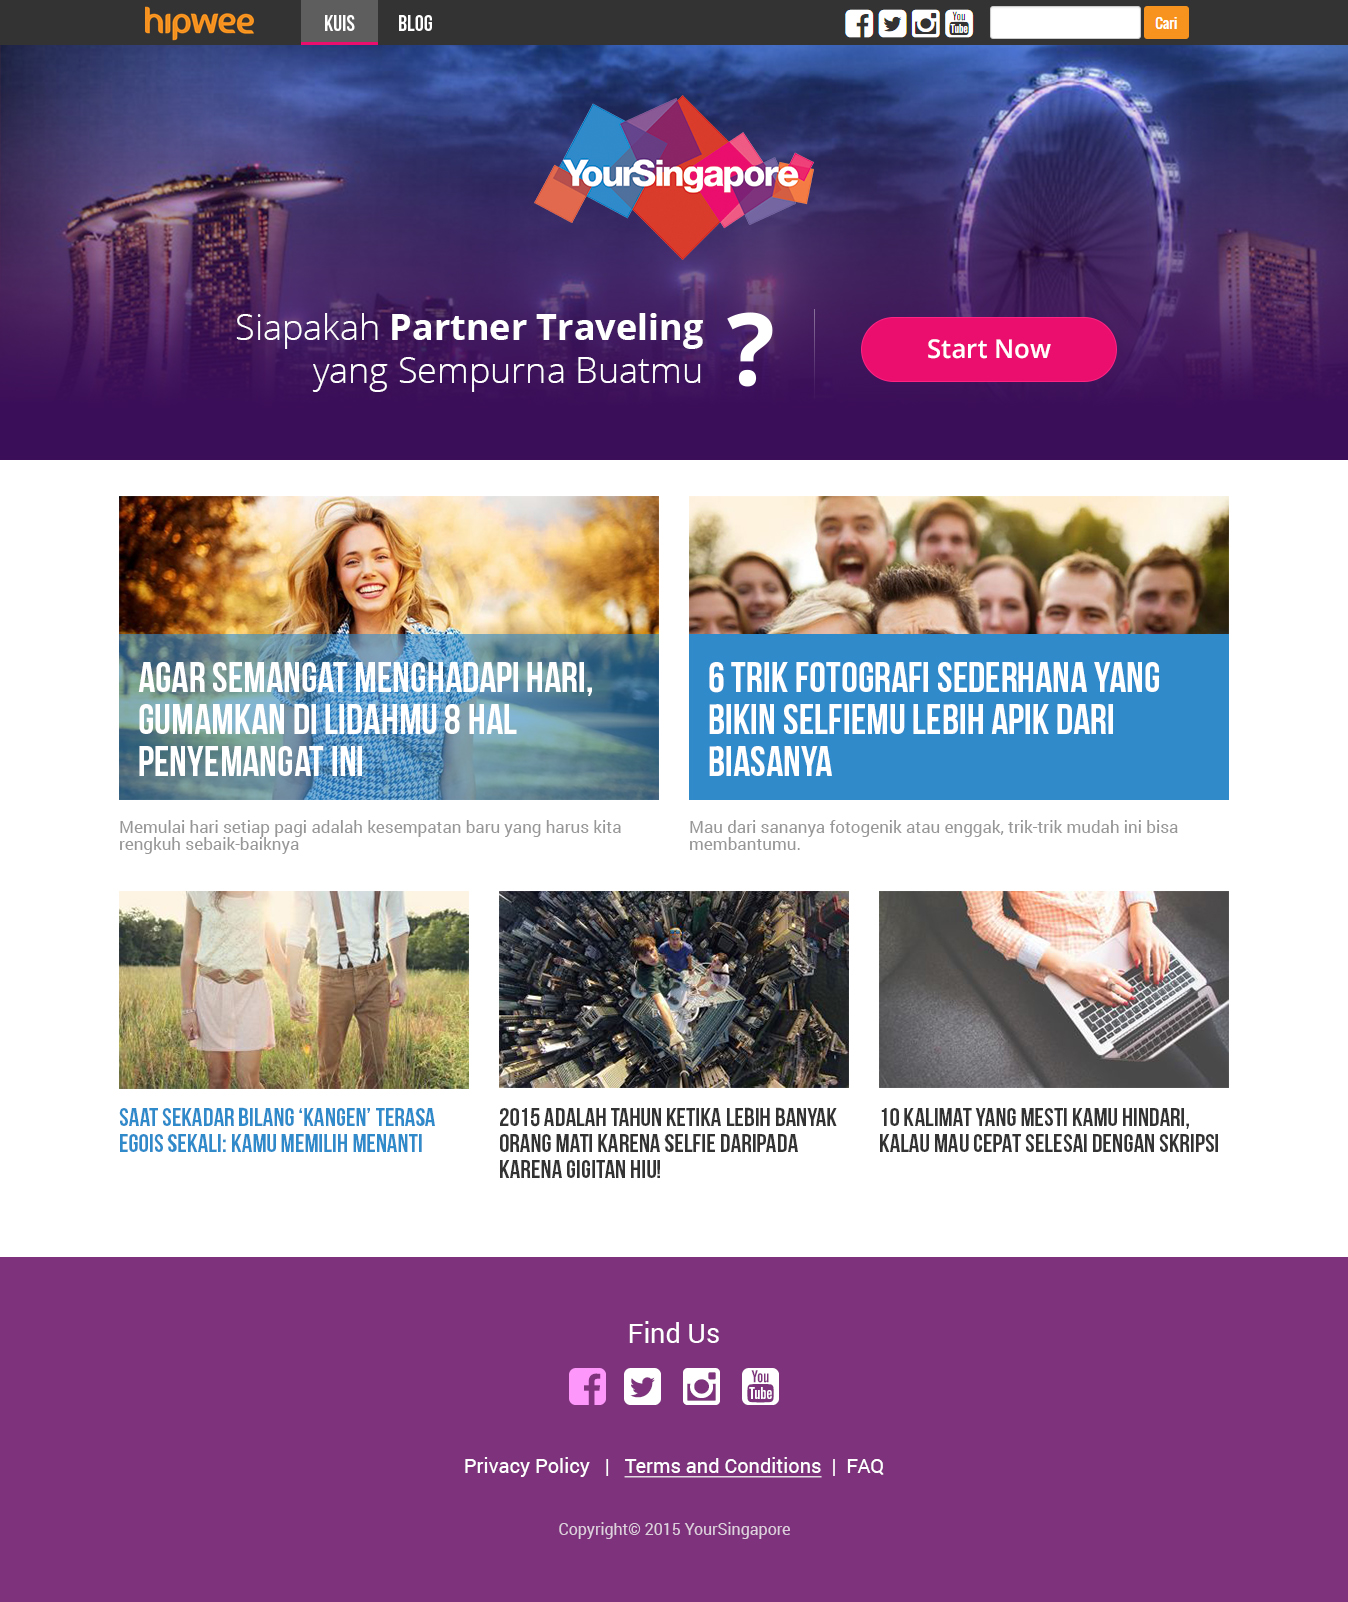 hipwee
KUIS
BLOG
You
Tube
Cari
YourSingapore
Siapakah Partner Traveling
yang Sempurna Buatmu
?
Start Now
AGAR SEMANGAT MENGHADAPI HARI,
GUMAMKAN DI LIDAHMU 8 HAL
PENYEMANGAT INI
6 TRIK FOTOGRAFI SEDERHANA YANG
BIKIN SELFIEMU LEBIH APIK DARI
BIASANYA
Memulai hari setiap pagi adalah kesempatan baru yang harus kita
rengkuh sebaik-baiknya
Mau dari sananya fotogenik atau enggak, trik-trik mudah ini bisa
membantumu.
SAAT SEKADAR BILANG ‘KANGEN’ TERASA
EGOIS SEKALI: KAMU MEMILIH MENANTI
2015 ADALAH TAHUN KETIKA LEBIH BANYAK
ORANG MATI KARENA SELFIE DARIPADA
KARENA GIGITAN HIU!
10 KALIMAT YANG MESTI KAMU HINDARI,
KALAU MAU CEPAT SELESAI DENGAN SKRIPSI
Find Us
You
Tube
Privacy Policy | Terms and Conditions | FAQ
Copyright© 2015 YourSingapore